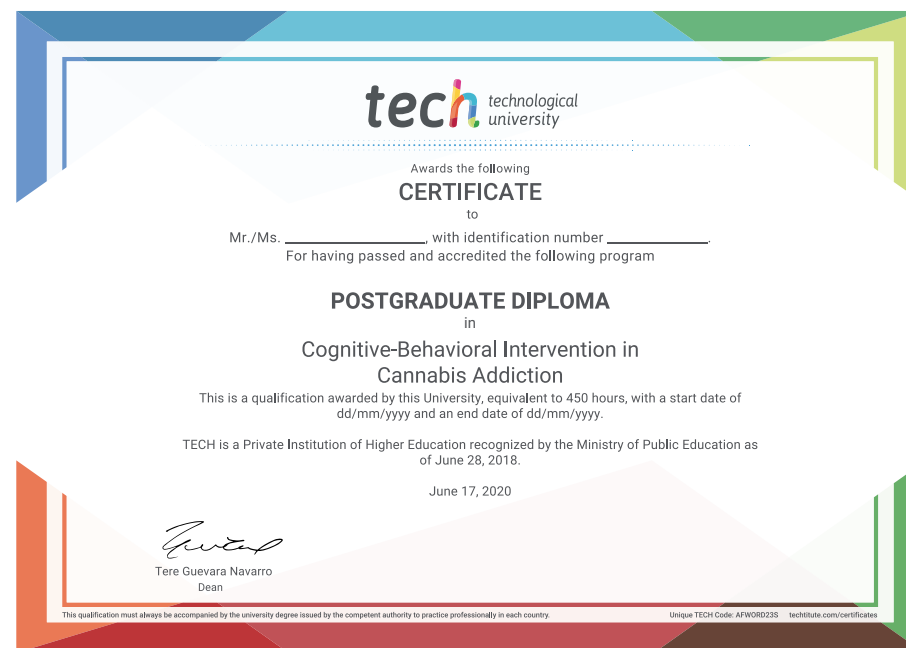 tech technological
university
Awards the following
CERTIFICATE
to
Mr./Ms. ____________________, with identification number ______________.
For having passed and accredited the following program
POSTGRADUATE DIPLOMA
in
Cognitive-Behavioral Intervention in
Cannabis Addiction
This is a qualification awarded by this University, equivalent to 450 hours, with a start date of
dd/mm/yyyy and an end date of dd/mm/yyyy.
TECH is a Private Institution of Higher Education recognized by the Ministry of Public Education as
of June 28, 2018.
June 17, 2020
Tere Guevara Navarro
Dean
This qualification must always be accompanied by the university degree issued by the competent authority to practice professionally in each country.
Unique TECH Code: AFWORD23S techtitute.com/certificates